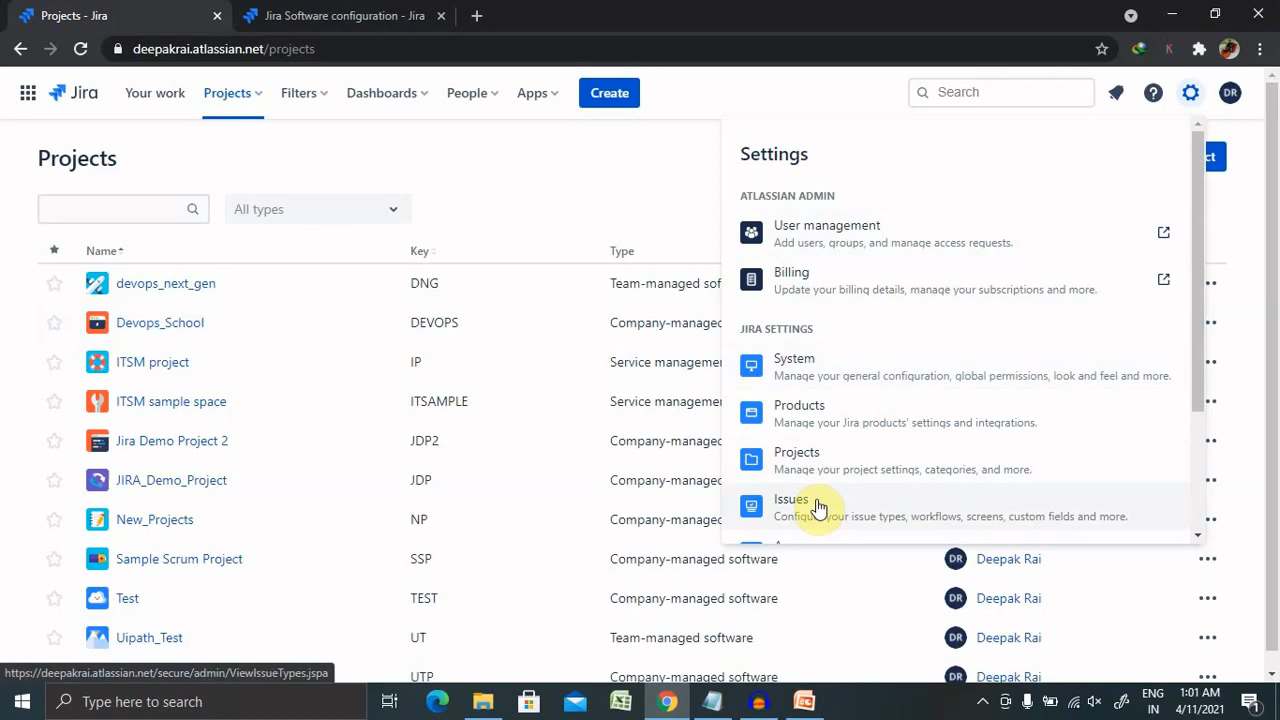 Projects - Jira
Jira Software configuration - Jira
deepakrai.atlassian.net/projects
K
Jira
Your work
Projects
Filters
Dashboards
People
Apps
Create
Search
DR
Projects
All types
Name
Key
Type
devops_next_gen
DNG
Team-managed sof
Devops_School
DEVOPS
Company-managed
ITSM project
IP
Service managemen
ITSM sample space
ITSAMPLE
Service managemen
Jira Demo Project 2
JDP2
Company-managed
JIRA_Demo_Project
JDP
Company-managed
New_Projects
NP
Company-managed
Sample Scrum Project
SSP
Company-managed software
DR
Deepak Rai
Test
TEST
Company-managed software
DR
Deepak Rai
Uipath_Test
UT
Team-managed software
DR
Deepak Rai
UTP
Company-managed software
DR
Deepak Rai
Settings
ATLASSIAN ADMIN
User management
Add users, groups, and manage access requests.
Billing
Update your billing details, manage your subscriptions and more.
JIRA SETTINGS
System
Manage your general configuration, global permissions, look and feel and more.
Products
Manage your Jira products' settings and integrations.
Projects
Manage your project settings, categories, and more.
Issues
Configure your issue types, workflows, screens, custom fields and more.
ct
https://deepakrai.atlassian.net/secure/admin/ViewIssueTypes.jspa
Type here to search
ENG
IN
1:01 AM
4/11/2021
1